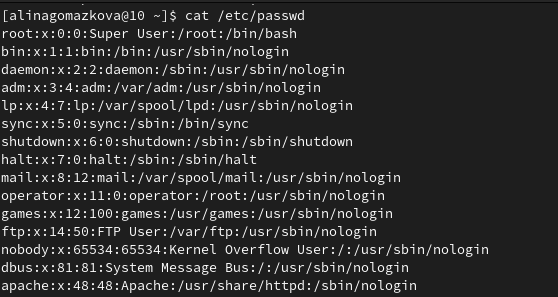 [alinagomazkova@10 ~]$ cat /etc/passwd
root:x:0:0:Super User:/root:/bin/bash
bin:x:1:1:bin:/bin:/usr/sbin/nologin
daemon:x:2:2:daemon:/sbin:/usr/sbin/nologin
adm:x:3:4:adm:/var/adm:/usr/sbin/nologin
lp:x:4:7:lp:/var/spool/lpd:/usr/sbin/nologin
sync:x:5:0:sync:/sbin:/bin/sync
shutdown:x:6:0:shutdown:/sbin:/sbin/shutdown
halt:x:7:0:halt:/sbin:/sbin/halt
mail:x:8:12:mail:/var/spool/mail:/usr/sbin/nologin
operator:x:11:0:operator:/root:/usr/sbin/nologin
games:x:12:100:games:/usr/games:/usr/sbin/nologin
ftp:x:14:50:FTP User:/var/ftp:/usr/sbin/nologin
nobody:x:65534:65534:Kernel Overflow User:/:/usr/sbin/nologin
dbus:x:81:81:System Message Bus:/:/usr/sbin/nologin
apache:x:48:48:Apache:/usr/share/httpd:/sbin/nologin